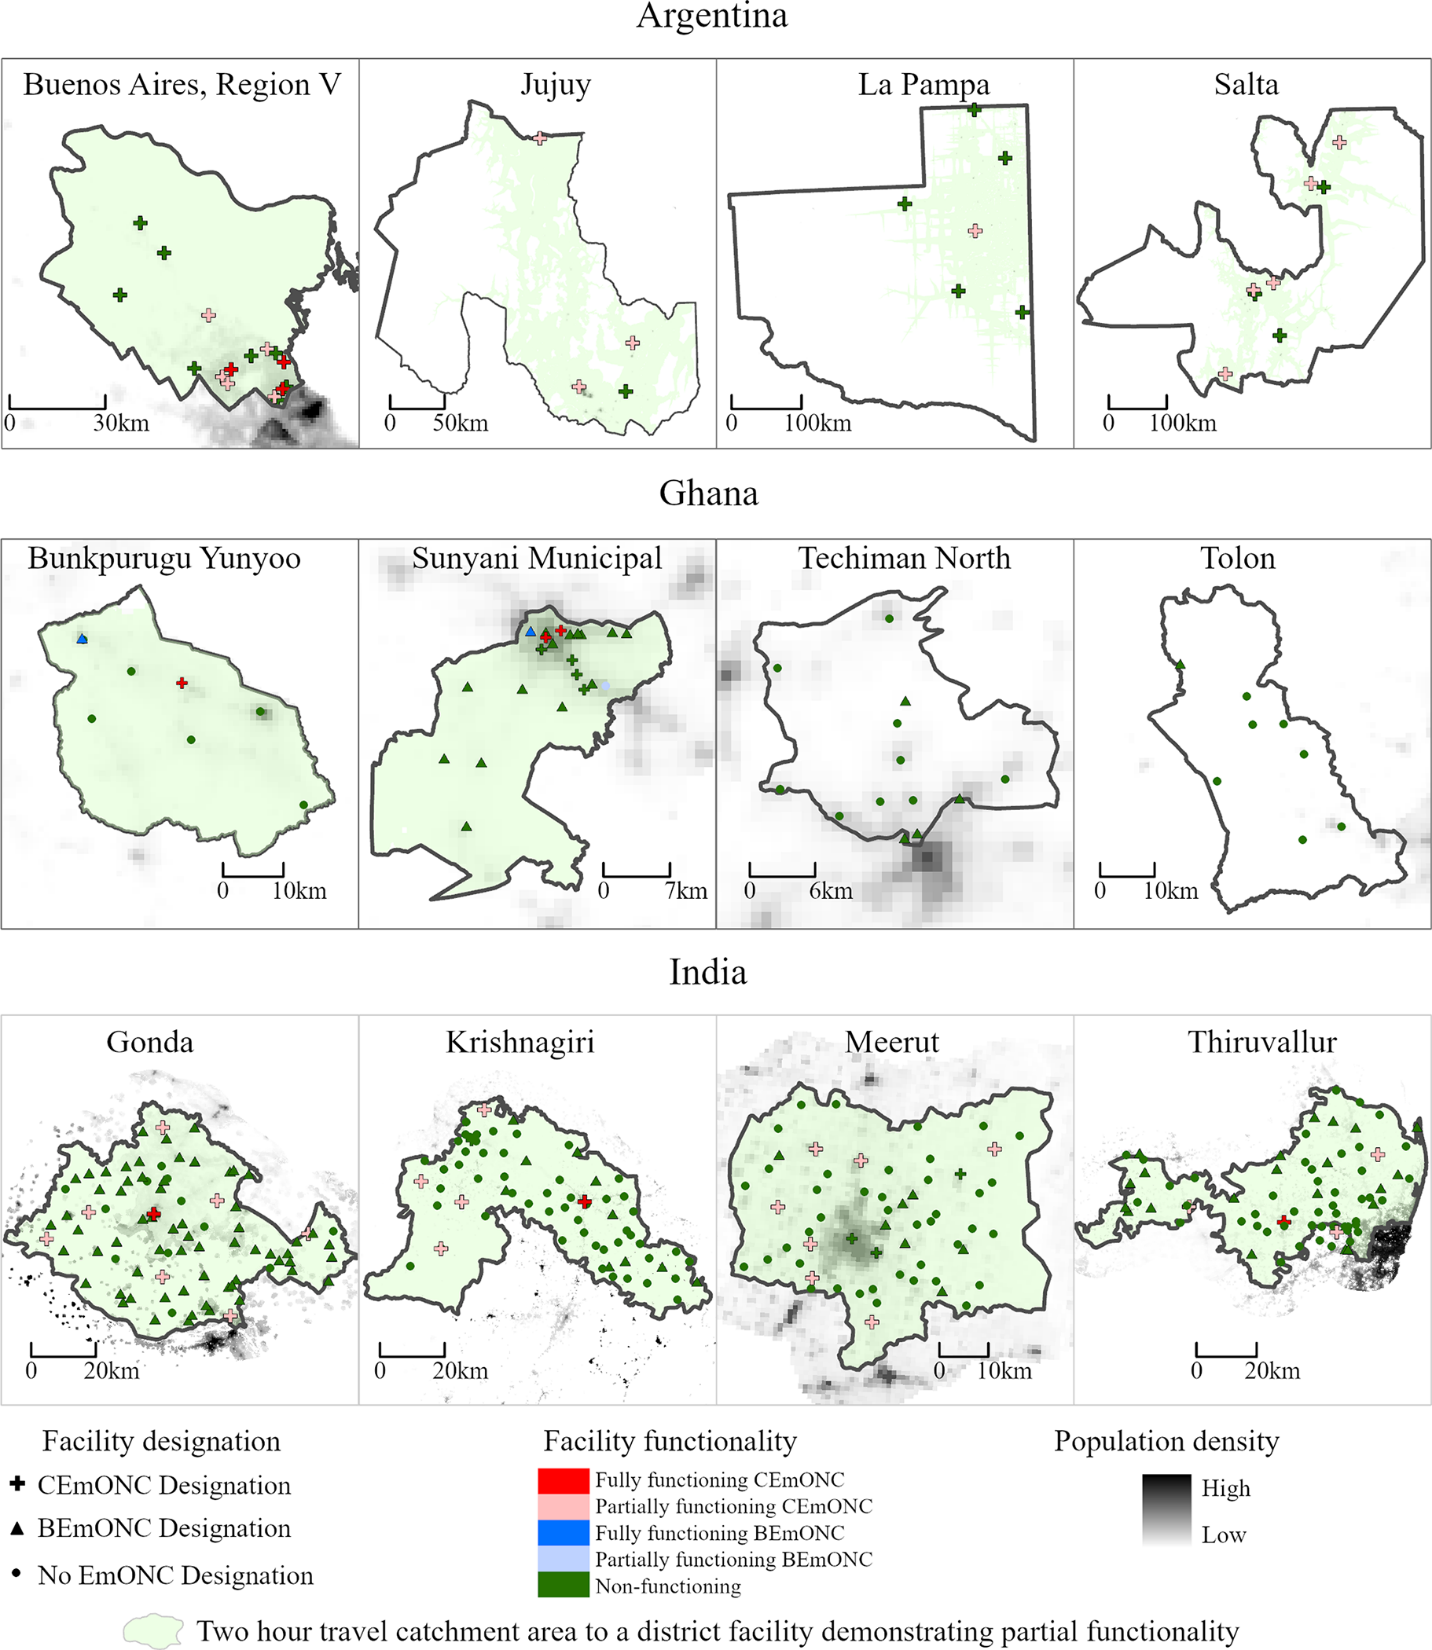 Argentina
Buenos Aires, Region V
Jujuy
La Pampa
Salta
0 30km
0 50km
0 100km
0 100km
Ghana
Bunkpurugu Yunyoo
Sunyani Municipal
Techiman North
Tolon
0 10km
0 7km
0 6km
0 10km
India
Gonda
Krishnagiri
Meerut
Thiruvallur
0 20km
0 20km
0 10km
0 20km
Facility designation
CEmONC Designation
BEmONC Designation
No EmONC Designation
Facility functionality
Fully functioning CEmONC
Partially functioning CEmONC
Fully functioning BEmONC
Partially functioning BEmONC
Non-functioning
Population density
High
Low
Two hour travel catchment area to a district facility demonstrating partial functionality